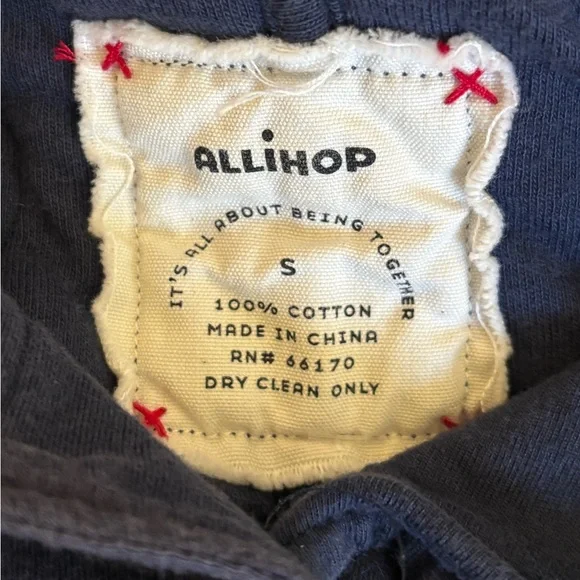 ALLiHOP
IT'S ALL ABOUT BEING TOGETHER
S
100% COTTON
MADE IN CHINA
RN# 66170
DRY CLEAN ONLY